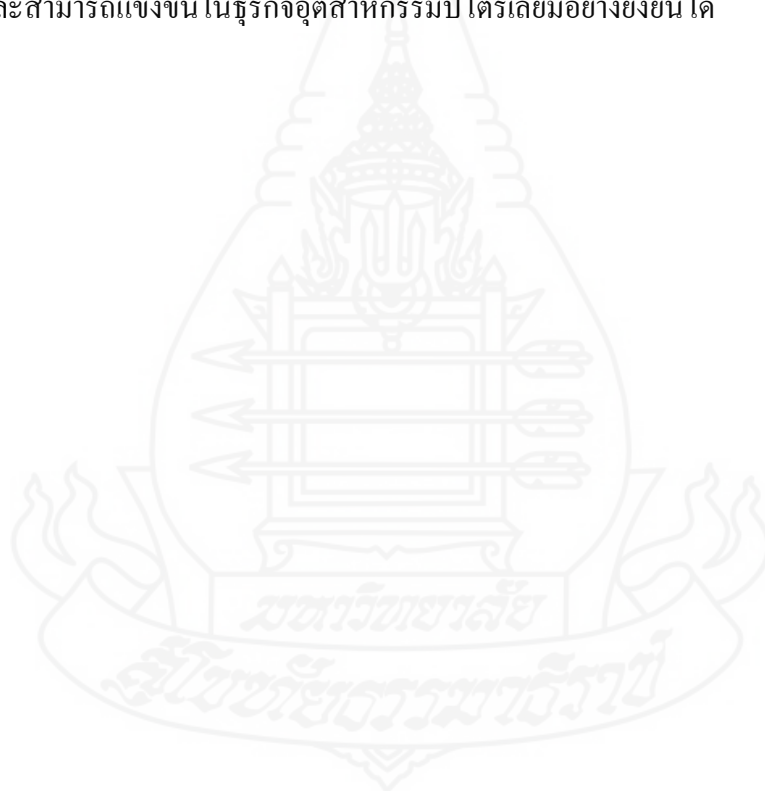 ละสามารถแข่งขันในธุรกิจอุตสาหกรรมปิโตรเลียมอย่างยั่งยืนได้
มหาวิทยาลัย
สุโขทัยธรรมาธิราช